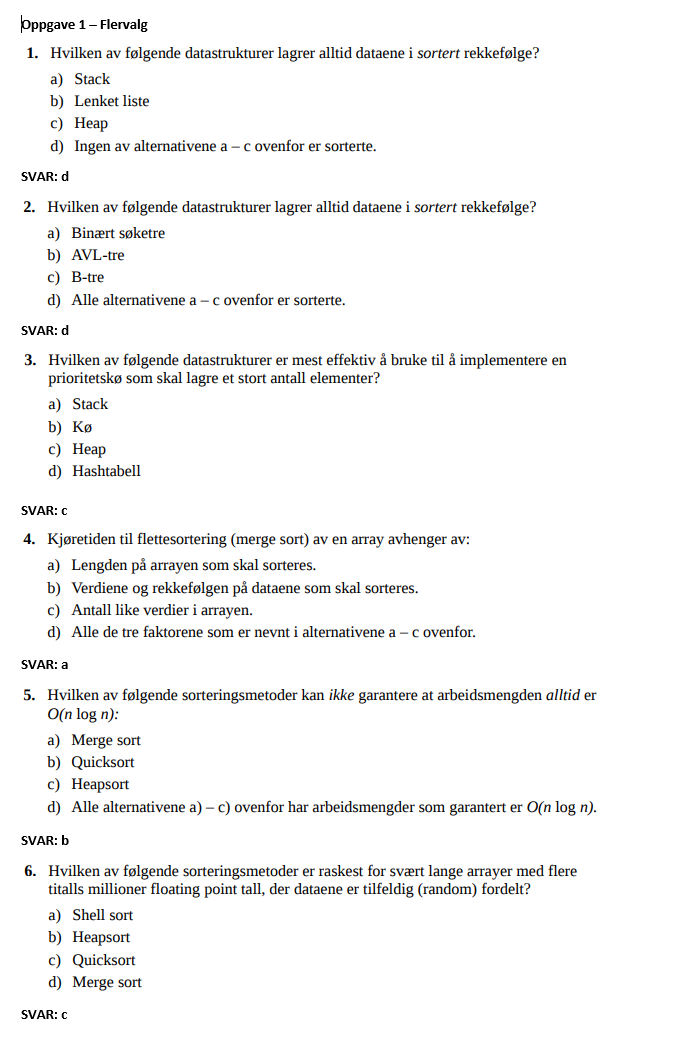 Oppgave 1 – Flervalg
1. Hvilken av følgende datastrukturer lagrer alltid dataene i sortert rekkefølge?
a) Stack
b) Lenket liste
c) Heap
d) Ingen av alternativene a – c ovenfor er sorterte.
SVAR: d
2. Hvilken av følgende datastrukturer lagrer alltid dataene i sortert rekkefølge?
a) Binært søketre
b) AVL-tre
c) B-tre
d) Alle alternativene a – c ovenfor er sorterte.
SVAR: d
3. Hvilken av følgende datastrukturer er mest effektiv å bruke til å implementere en
prioritetskø som skal lagre et stort antall elementer?
a) Stack
b) Kø
c) Heap
d) Hashtabell
SVAR: c
4. Kjøretiden til flettesortering (merge sort) av en array avhenger av:
a) Lengden på arrayen som skal sorteres.
b) Verdiene og rekkefølgen på dataene som skal sorteres.
c) Antall like verdier i arrayen.
d) Alle de tre faktorene som er nevnt i alternativene a – c ovenfor.
SVAR: a
5. Hvilken av følgende sorteringsmetoder kan ikke garantere at arbeidsmengden alltid er
O(n log n):
a) Merge sort
b) Quicksort
c) Heapsort
d) Alle alternativene a) – c) ovenfor har arbeidsmengder som garantert er O(n log n).
SVAR: b
6. Hvilken av følgende sorteringsmetoder er raskest for svært lange arrayer med flere
titalls millioner floating point tall, der dataene er tilfeldig (random) fordelt?
a) Shell sort
b) Heapsort
c) Quicksort
d) Merge sort
SVAR: c